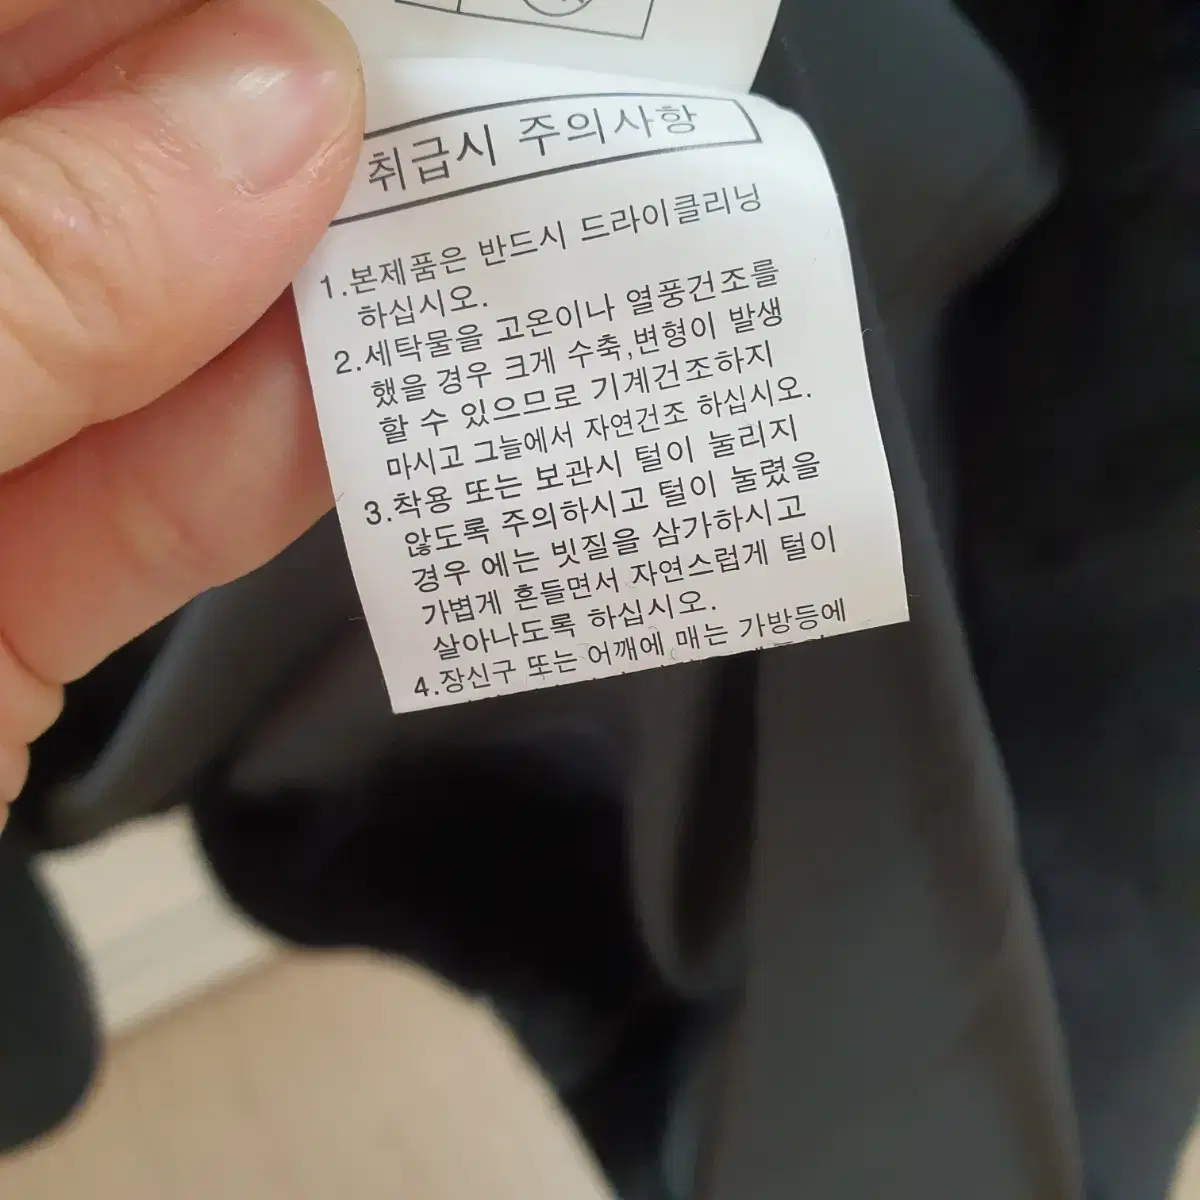 취급시 주의사항
1.본제품은 반드시 드라이클리닝
하십시오.
2.세탁물을 고온이나 열풍건조를
했을 경우 크게 수축,변형이 발생
할 수 있으므로 기계건조하지
마시고 그늘에서 자연건조 하십시오.
3.착용 또는 보관시 털이 눌리지
않도록 주의하시고 털이 눌렸을
경우 에는 빗질을 삼가하시고
가볍게 흔들면서 자연스럽게 털이
살아나도록 하십시오.
4.장신구 또는 어깨에 매는 가방등에